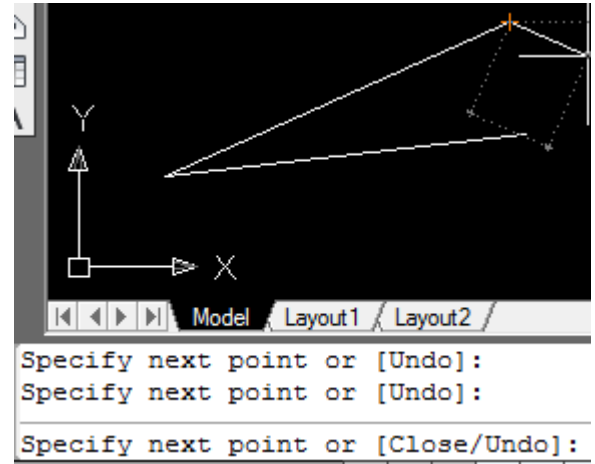 Y
X
Model Layout1 Layout2
Specify next point or [Undo]:
Specify next point or [Undo]:
Specify next point or [Close/Undo]: